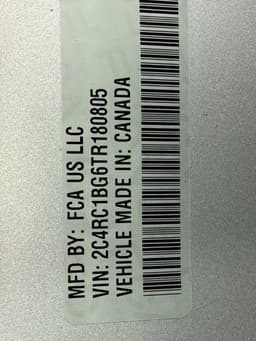 MFD BY: FCA US LLC
VIN: 2C4RC1BG6TR180805
VEHICLE MADE IN: CANADA